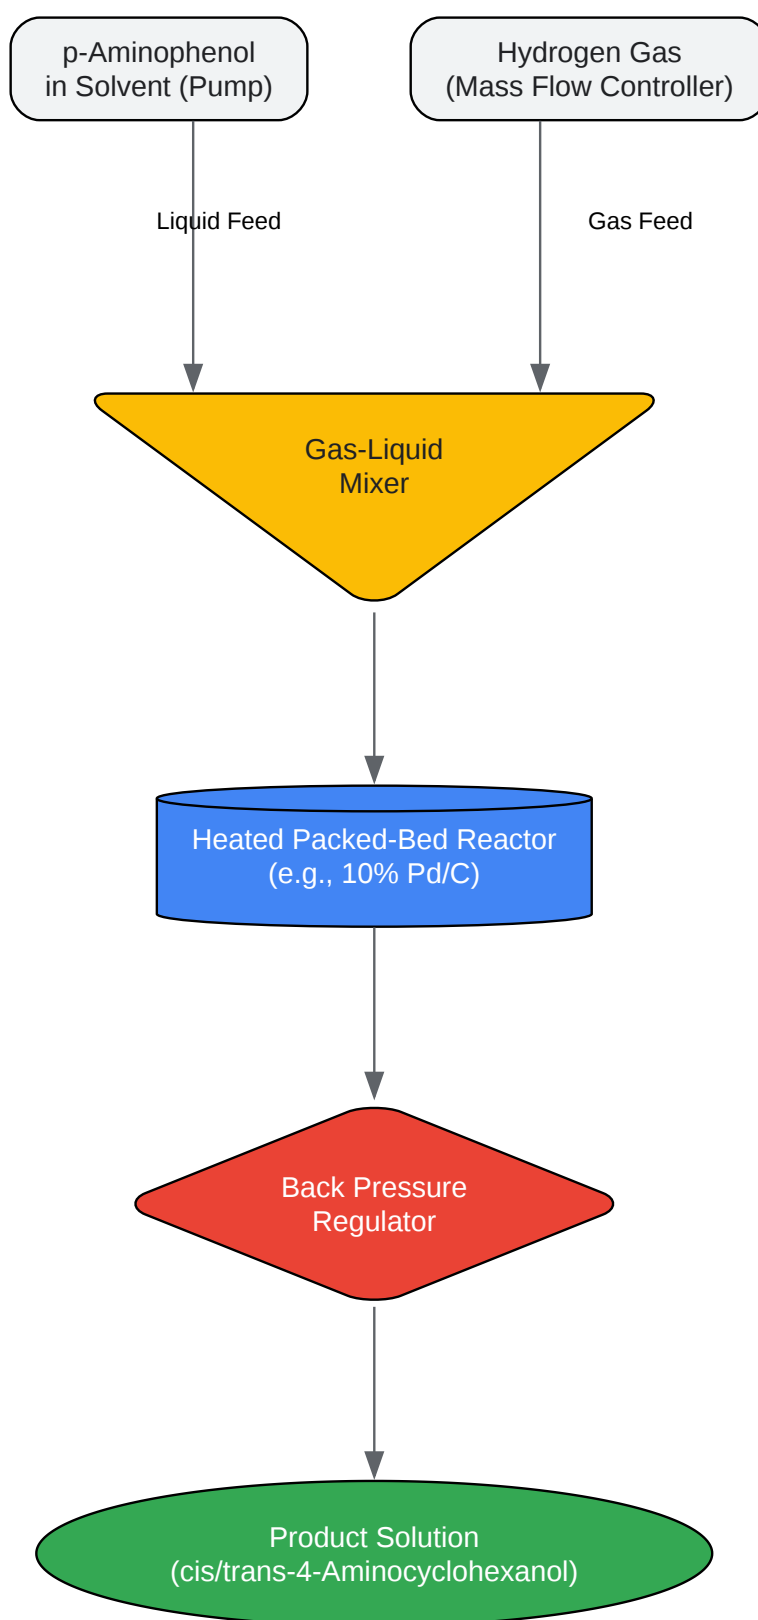 p-Aminophenol
in Solvent (Pump)
Hydrogen Gas
(Mass Flow Controller)
Liquid Feed
Gas Feed
Gas-Liquid
Mixer
Heated Packed-Bed Reactor
(e.g., 10% Pd/C)
Back Pressure
Regulator
Product Solution
(cis/trans-4-Aminocyclohexanol)